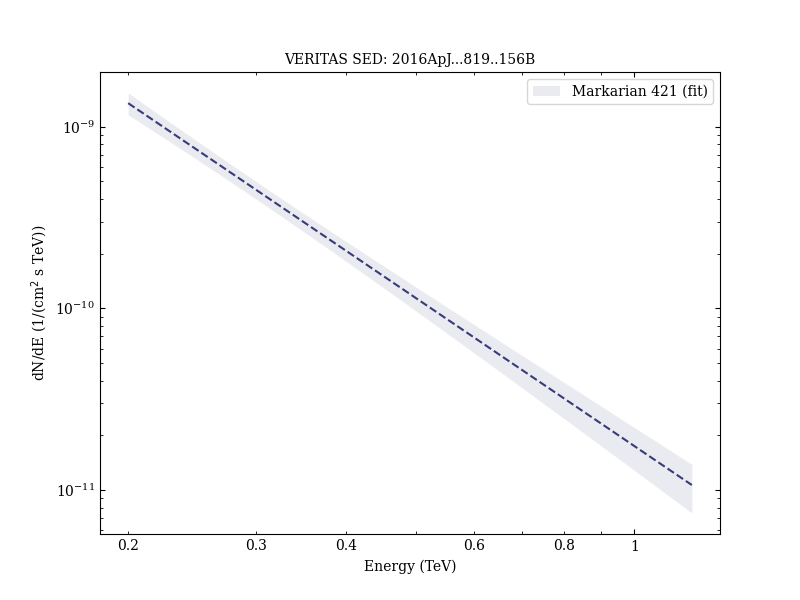 VERITAS SED: 2016ApJ...819..156B
Markarian 421 (fit)
dN/dE (1/(cm² s TeV))
10⁻⁹
10⁻¹⁰
10⁻¹¹
0.2 0.3 0.4 0.6 0.8 1
Energy (TeV)